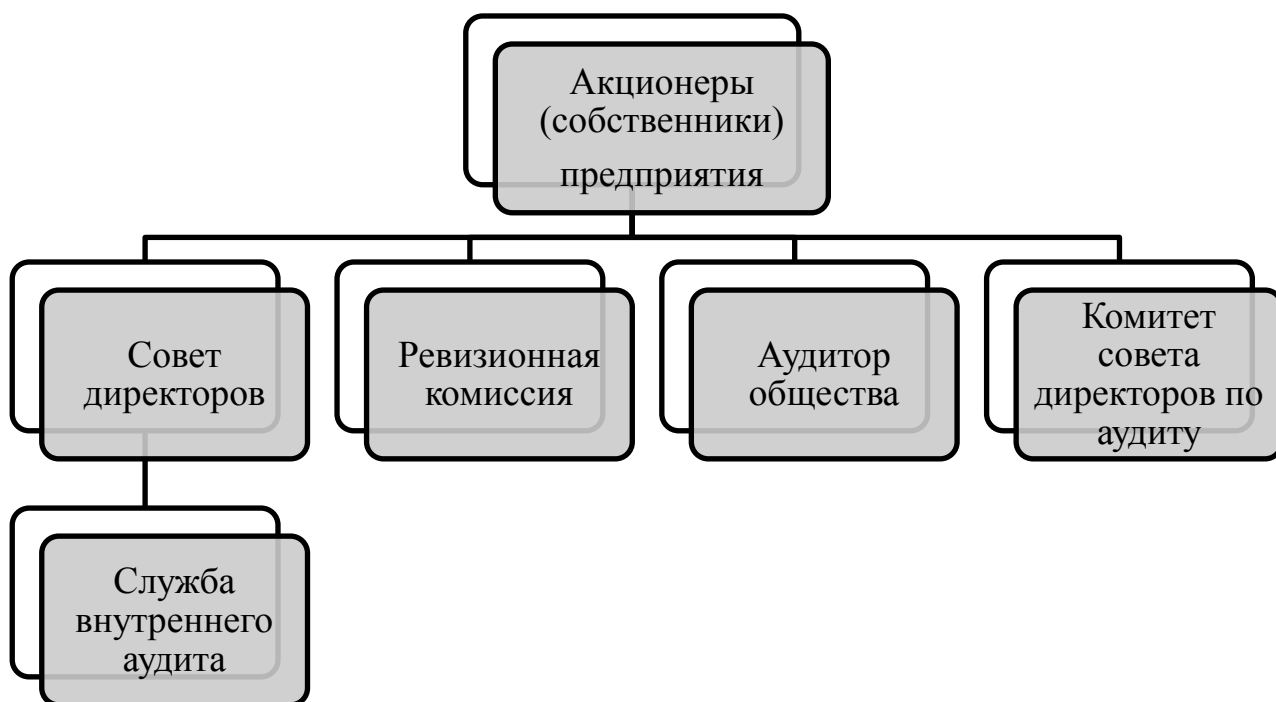 Акционеры
(собственники)
предприятия
Совет
директоров
Ревизионная
комиссия
Аудитор
общества
Комитет
совета
директоров по
аудиту
Служба
внутреннего
аудита